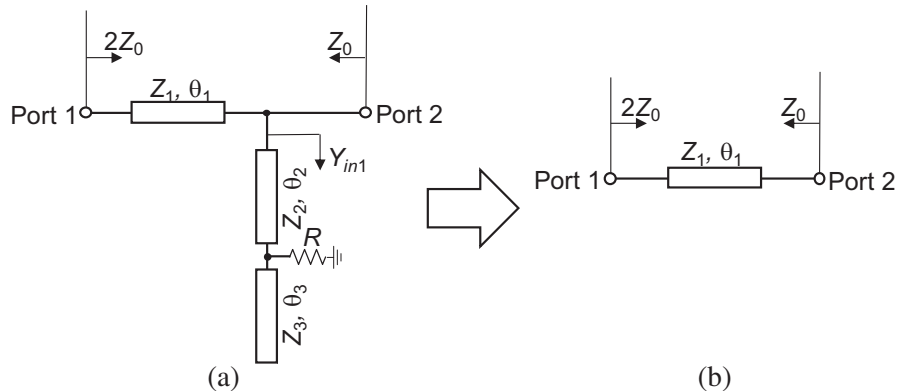 2Z0
Z0
Z1, θ1
Port 1
Port 2
Yin1
Z2, θ2
R
Z3, θ3
(a)
2Z0
Z0
Z1, θ1
Port 1
Port 2
(b)